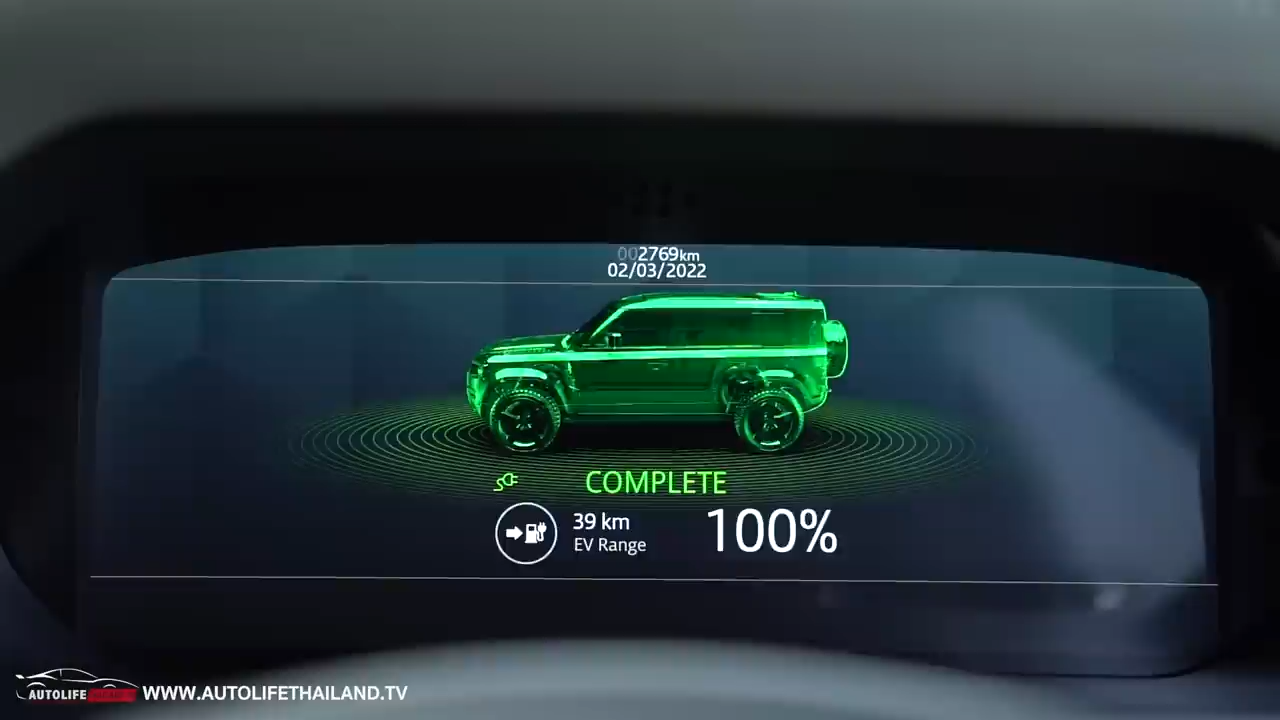 002769km
02/03/2022
COMPLETE
39 km
EV Range
100%
AUTOLIFE
WWW.AUTOLIFETHAILAND.TV